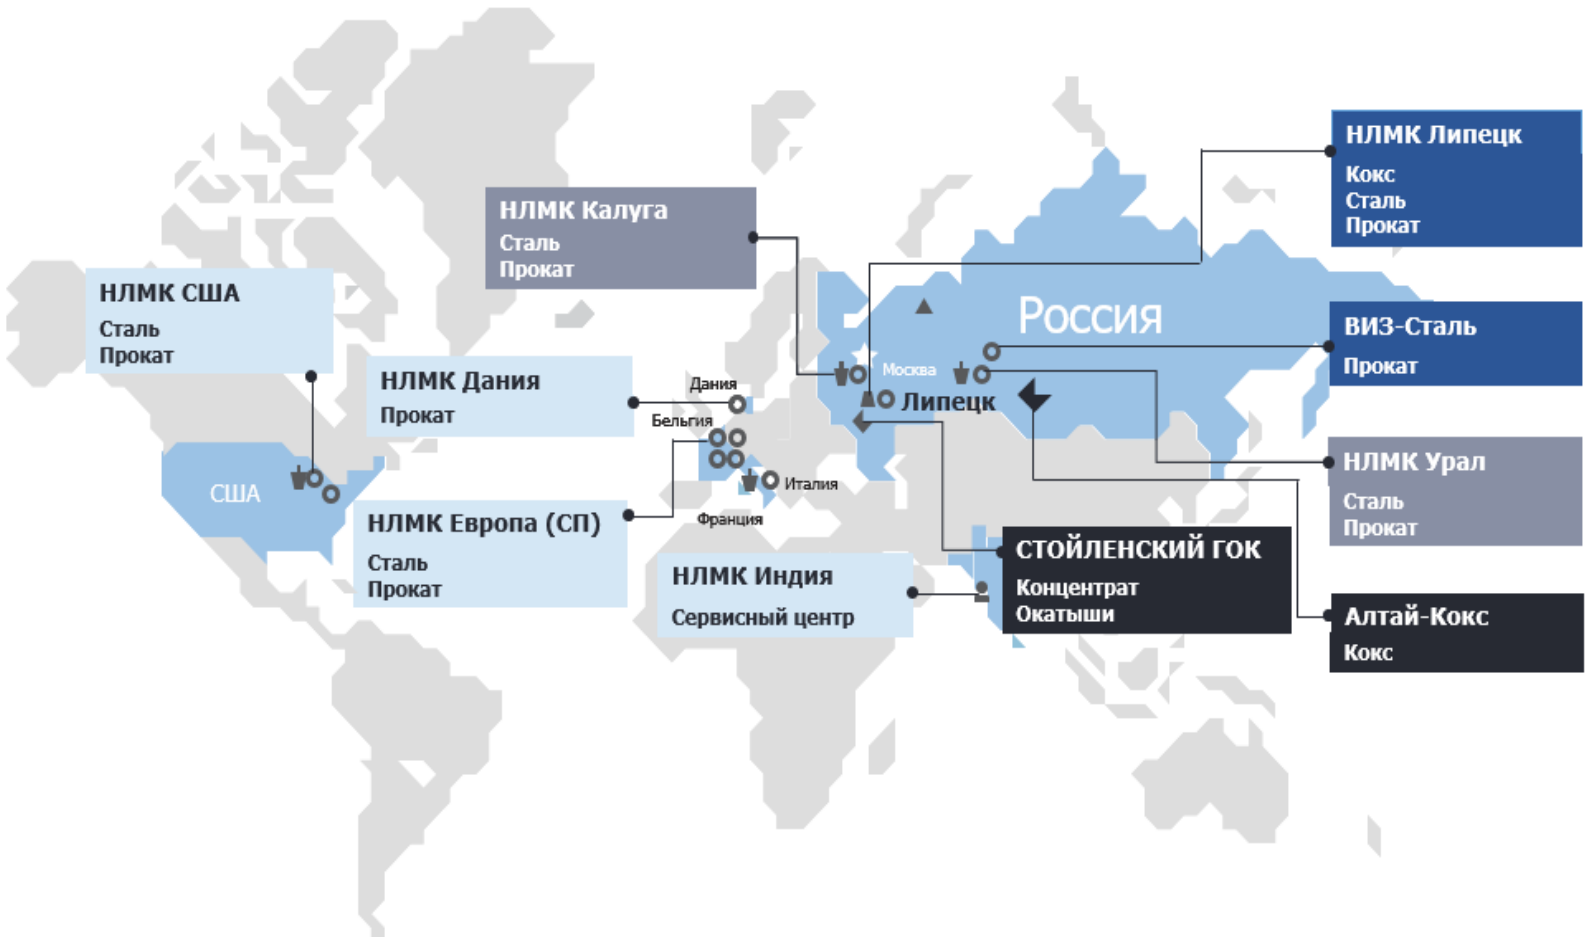 НЛМК Липецк
Кокс
Сталь
Прокат
НЛМК Калуга
Сталь
Прокат
НЛМК США
Сталь
Прокат
Россия
ВИЗ-Сталь
Прокат
НЛМК Дания
Прокат
Дания
Москва
Липецк
Бельгия
НЛМК Урал
Сталь
Прокат
США
Италия
Франция
НЛМК Европа (СП)
Сталь
Прокат
СТОЙЛЕНСКИЙ ГОК
Концентрат
Окатыши
НЛМК Индия
Сервисный центр
Алтай-Кокс
Кокс